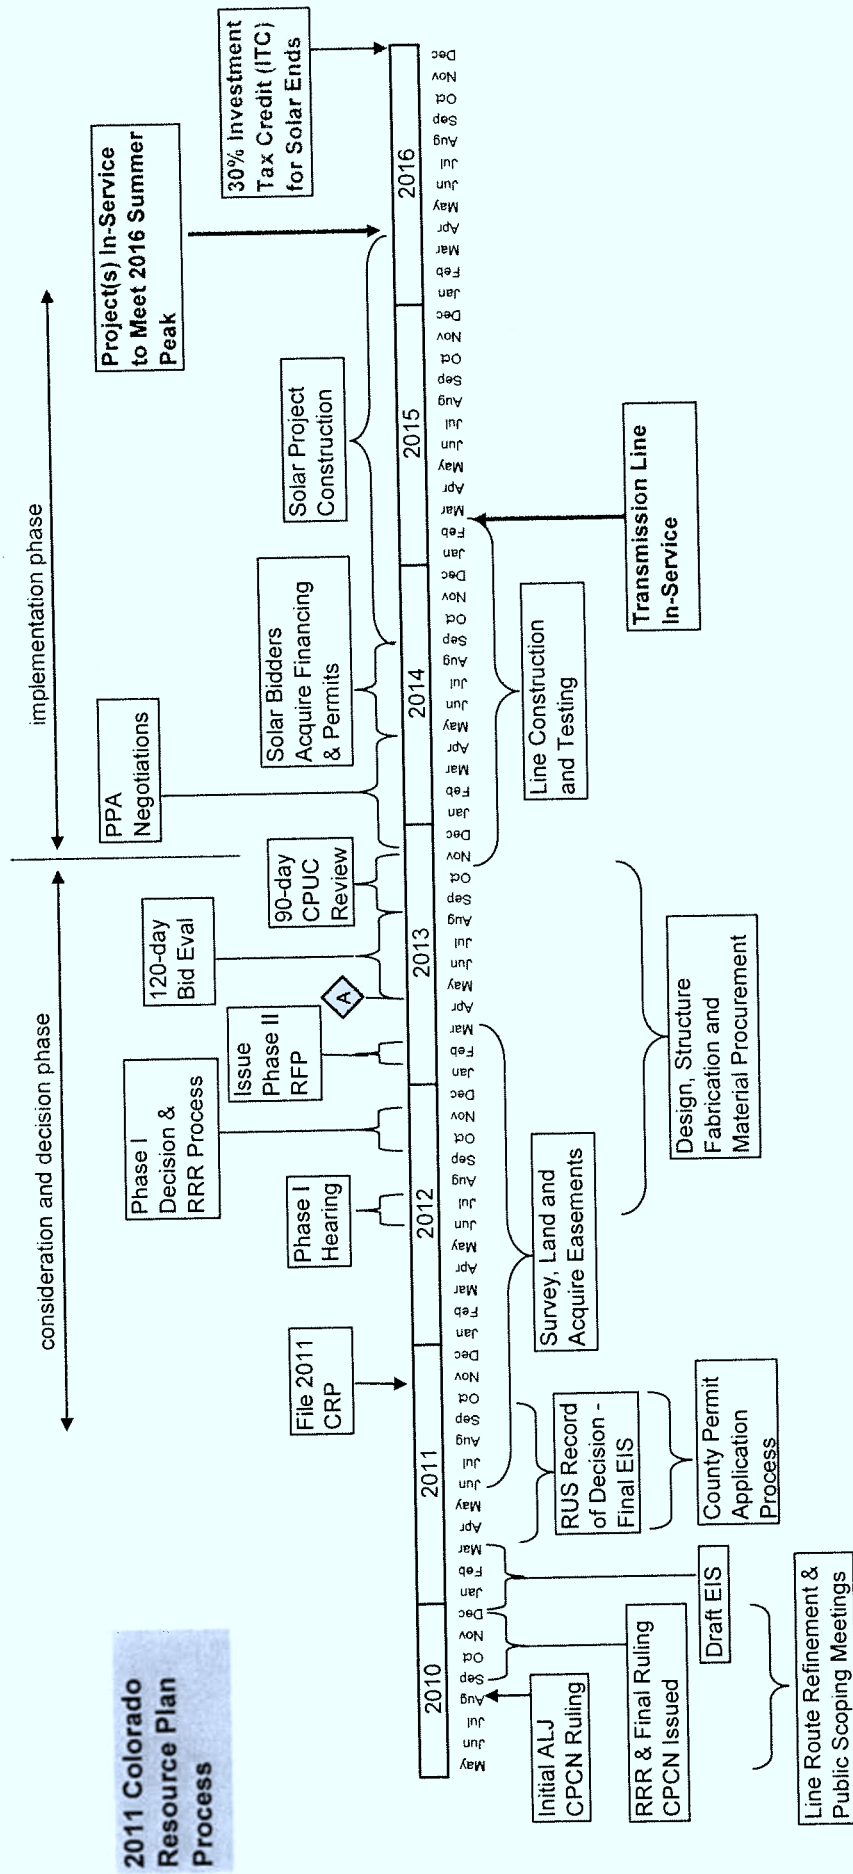 2011 Colorado
Resource Plan
Process
consideration and decision phase
implementation phase
File 2011
CRP
Phase I
Hearing
Phase I
Decision &
RRR Process
Issue
Phase II
RFP
A
120-day
Bid Eval
90-day
CPUC
Review
PPA
Negotiations
Solar Bidders
Acquire Financing
& Permits
Solar Project
Construction
Project(s) In-Service
to Meet 2016 Summer
Peak
30% Investment
Tax Credit (ITC)
for Solar Ends
2010
2011
2012
2013
2014
2015
2016
May
Jun
Jul
Aug
Sep
Oct
Nov
Dec
Jan
Feb
Mar
Apr
May
Jun
Jul
Aug
Sep
Oct
Nov
Dec
Jan
Feb
Mar
Apr
May
Jun
Jul
Aug
Sep
Oct
Nov
Dec
Jan
Feb
Mar
Apr
May
Jun
Jul
Aug
Sep
Oct
Nov
Dec
Jan
Feb
Mar
Apr
May
Jun
Jul
Aug
Sep
Oct
Nov
Dec
Jan
Feb
Mar
Apr
May
Jun
Jul
Aug
Sep
Oct
Nov
Dec
Jan
Feb
Mar
Apr
May
Jun
Jul
Aug
Sep
Oct
Nov
Dec
Initial ALJ
CPCN Ruling
RRR & Final Ruling
CPCN Issued
Line Route Refinement &
Public Scoping Meetings
Draft EIS
RUS Record
of Decision -
Final EIS
County Permit
Application
Process
Survey, Land and
Acquire Easements
Design, Structure
Fabrication and
Material Procurement
Line Construction
and Testing
Transmission Line
In-Service